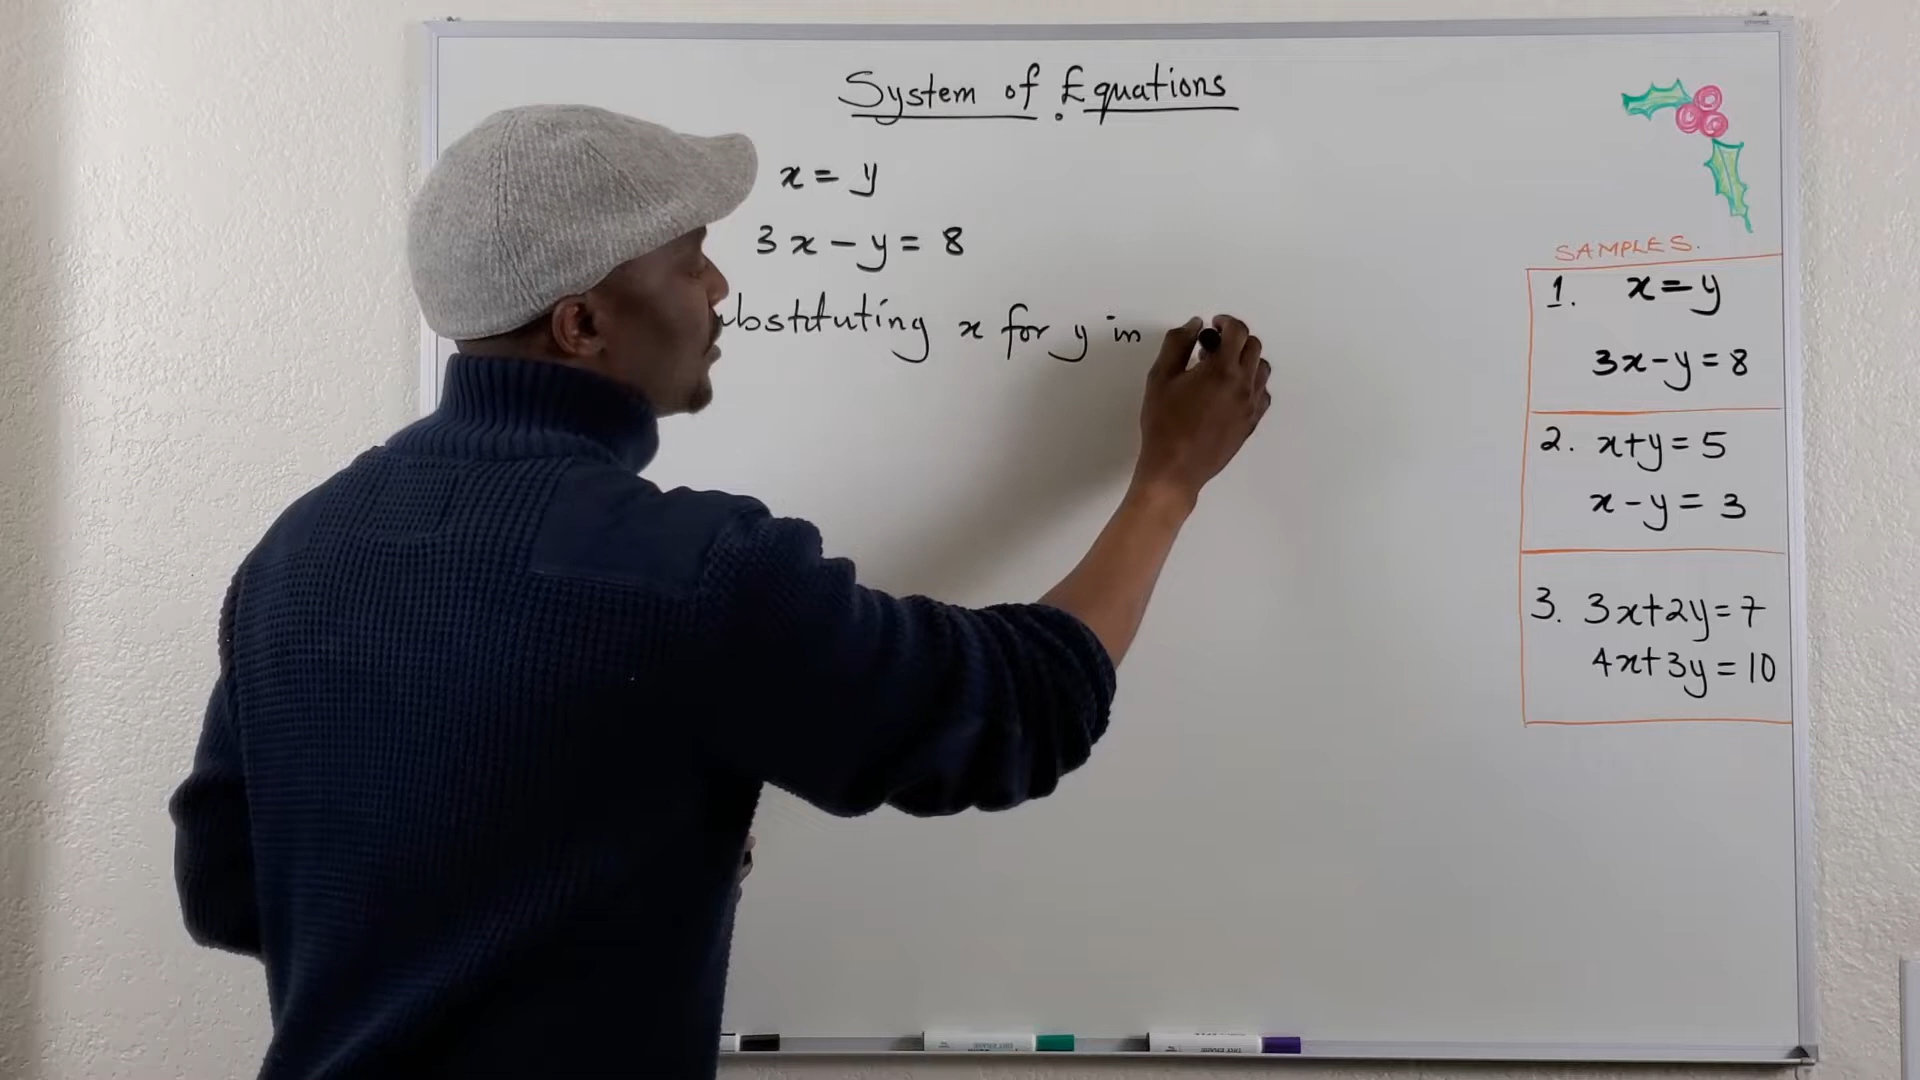 System of Equations
x = y
3x - y = 8
ubstituting x for y in
SAMPLES.
1. x = y
3x - y = 8
2. x + y = 5
x - y = 3
3. 3x + 2y = 7
4x + 3y = 10